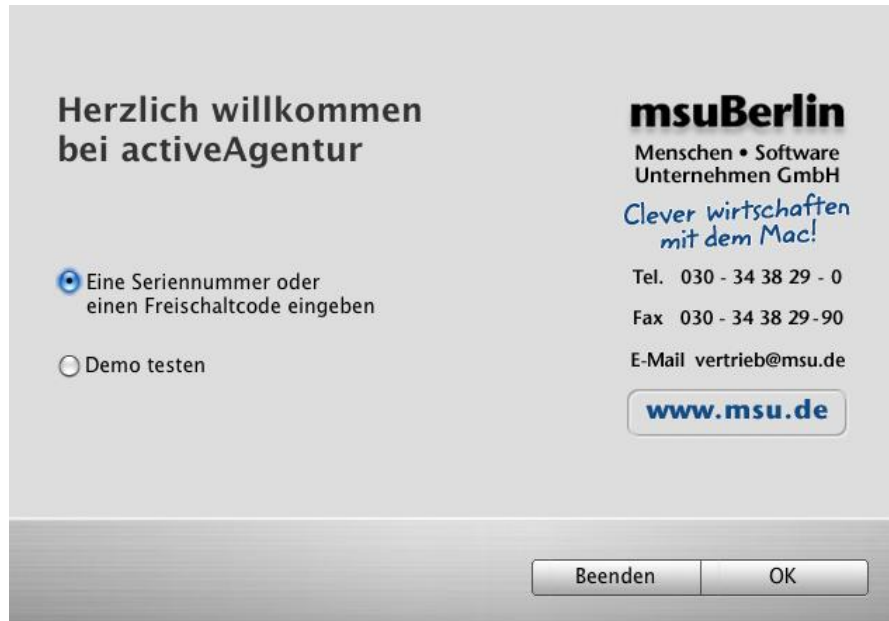 Herzlich willkommen
bei activeAgentur
Eine Seriennummer oder
einen Freischaltcode eingeben
Demo testen
msuBerlin
Menschen • Software
Unternehmen GmbH
Clever wirtschaften
mit dem Mac!
Tel. 030 - 34 38 29 - 0
Fax 030 - 34 38 29-90
E-Mail vertrieb@msu.de
www.msu.de
Beenden
OK